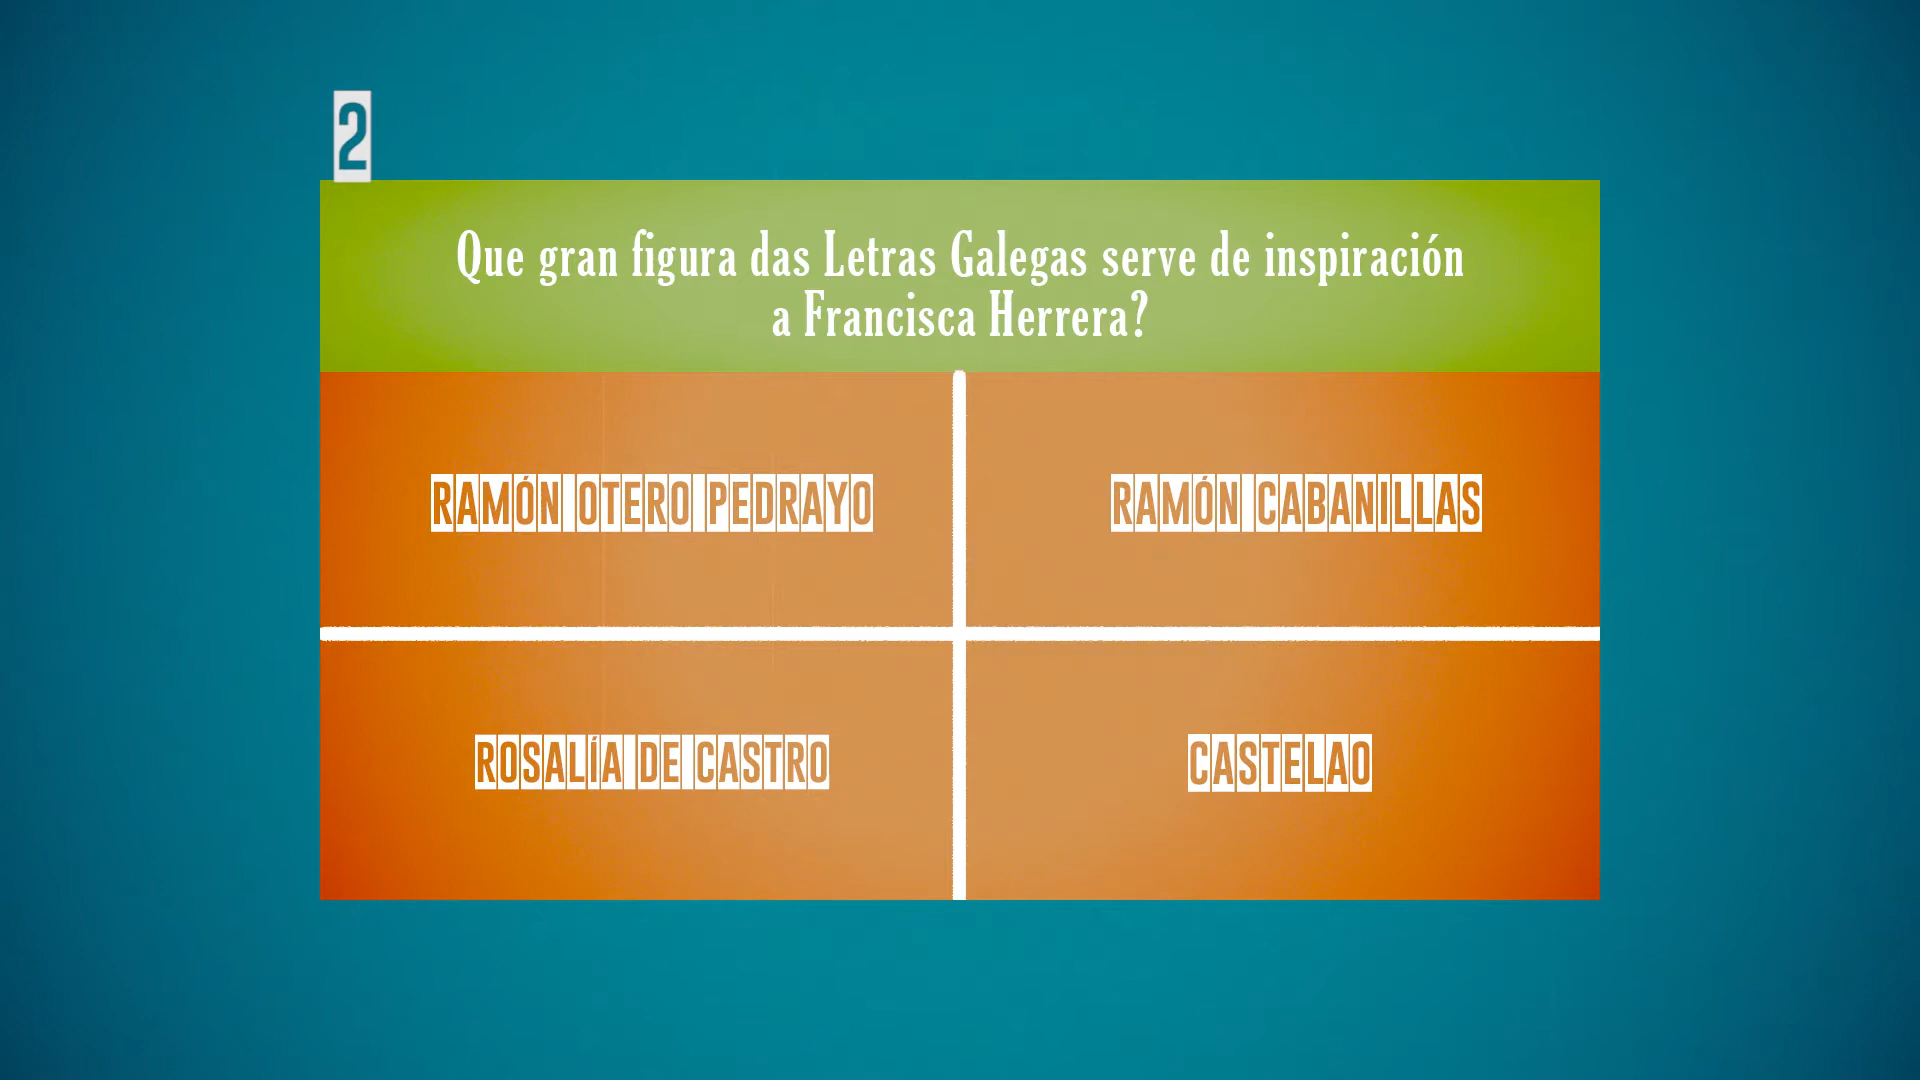 2
Que gran figura das Letras Galegas serve de inspiración
a Francisca Herrera?
RAMÓN OTERO PEDRAYO
RAMÓN CABANILLAS
ROSALÍA DE CASTRO
CASTELAO